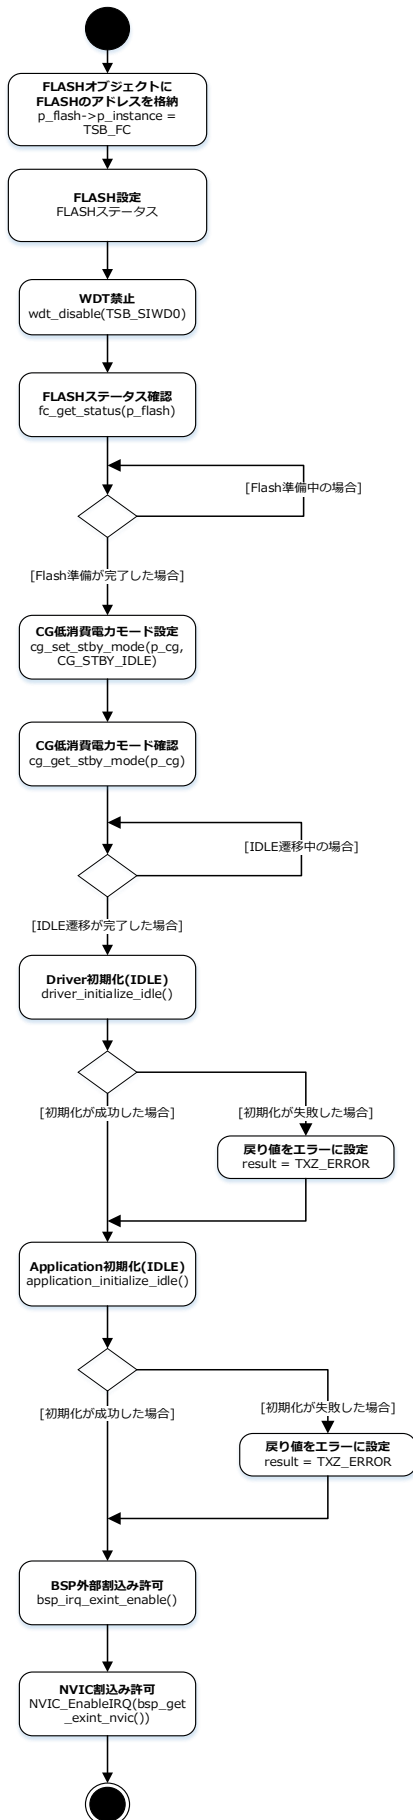 FLASHオブジェクトに
FLASHのアドレスを格納
p_flash->p_instance =
TSB_FC
FLASH設定
FLASHステータス
WDT禁止
wdt_disable(TSB_SIWD0)
FLASHステータス確認
fc_get_status(p_flash)
[Flash準備中の場合]
[Flash準備が完了した場合]
CG低消費電力モード設定
cg_set_stby_mode(p_cg,
CG_STBY_IDLE)
CG低消費電力モード確認
cg_get_stby_mode(p_cg)
[IDLE遷移中の場合]
[IDLE遷移が完了した場合]
Driver初期化(IDLE)
driver_initialize_idle()
[初期化が成功した場合]
[初期化が失敗した場合]
戻り値をエラーに設定
result = TXZ_ERROR
Application初期化(IDLE)
application_initialize_idle()
[初期化が成功した場合]
[初期化が失敗した場合]
戻り値をエラーに設定
result = TXZ_ERROR
BSP外部割込み許可
bsp_irq_exint_enable()
NVIC割込み許可
NVIC_EnableIRQ(bsp_get
_exint_nvic())